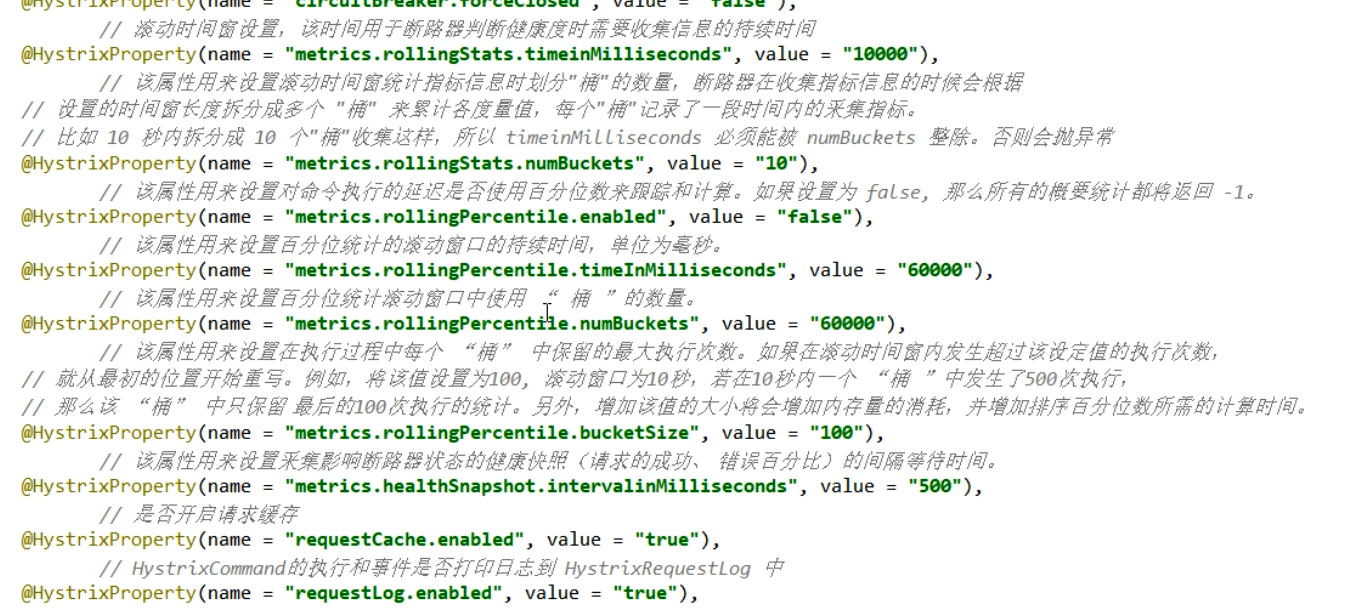 @HystrixProperty(name = "circuitBreaker.forceClosed", value = "false"),
// 滚动时间窗设置，该时间用于断路器判断健康度时需要收集信息的持续时间
@HystrixProperty(name = "metrics.rollingStats.timeinMilliseconds", value = "10000"),
// 该属性用来设置滚动时间窗统计指标信息时划分"桶"的数量，断路器在收集指标信息的时候会根据
// 设置的时间窗长度拆分成多个 "桶" 来累计各度量值，每个"桶"记录了一段时间内的采集指标。
// 比如 10 秒内拆分成 10 个"桶"收集这样，所以 timeinMilliseconds 必须能被 numBuckets 整除。否则会抛异常
@HystrixProperty(name = "metrics.rollingStats.numBuckets", value = "10"),
// 该属性用来设置对命令执行的延迟是否使用百分位数来跟踪和计算。如果设置为 false, 那么所有的概要统计都将返回 -1。
@HystrixProperty(name = "metrics.rollingPercentile.enabled", value = "false"),
// 该属性用来设置百分位统计的滚动窗口的持续时间，单位为毫秒。
@HystrixProperty(name = "metrics.rollingPercentile.timeInMilliseconds", value = "60000"),
// 该属性用来设置百分位统计滚动窗口中使用 “ 桶 ”的数量。
@HystrixProperty(name = "metrics.rollingPercentile.numBuckets", value = "60000"),
// 该属性用来设置在执行过程中每个 “桶” 中保留的最大执行次数。如果在滚动时间窗内发生超过该设定值的执行次数，
// 就从最初的位置开始重写。例如，将该值设置为100, 滚动窗口为10秒，若在10秒内一个 “桶 ”中发生了500次执行，
// 那么该 “桶” 中只保留 最后的100次执行的统计。另外，增加该值的大小将会增加内存量的消耗，并增加排序百分位数所需的计算时间。
@HystrixProperty(name = "metrics.rollingPercentile.bucketSize", value = "100"),
// 该属性用来设置采集影响断路器状态的健康快照（请求的成功、 错误百分比）的间隔等待时间。
@HystrixProperty(name = "metrics.healthSnapshot.intervalinMilliseconds", value = "500"),
// 是否开启请求缓存
@HystrixProperty(name = "requestCache.enabled", value = "true"),
// HystrixCommand的执行和事件是否打印日志到 HystrixRequestLog 中
@HystrixProperty(name = "requestLog.enabled", value = "true"),